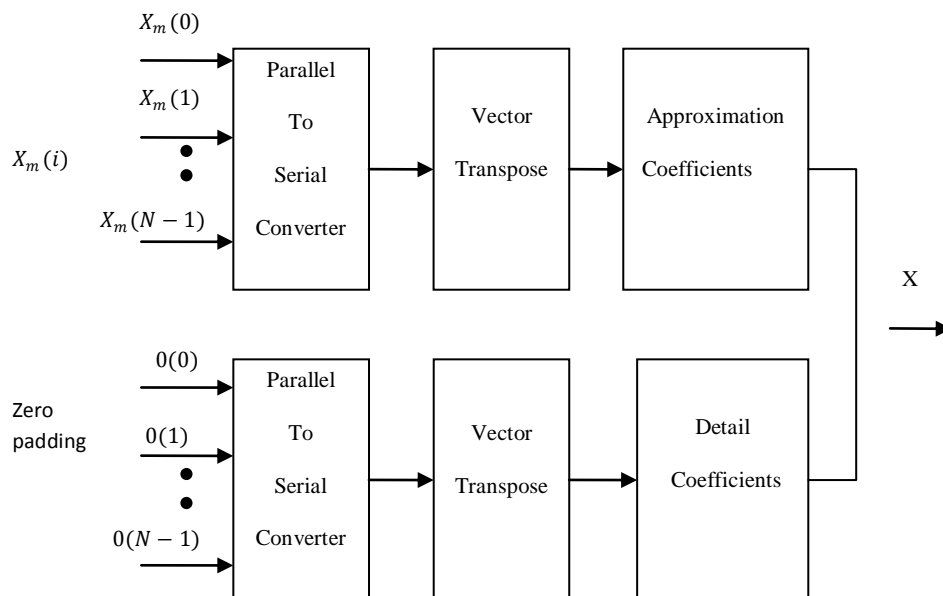 X_m(0)
X_m(1)
X_m(i)
X_m(N − 1)
Parallel
To
Serial
Converter
Vector
Transpose
Approximation
Coefficients
X
Zero
padding
0(0)
0(1)
0(N − 1)
Parallel
To
Serial
Converter
Vector
Transpose
Detail
Coefficients